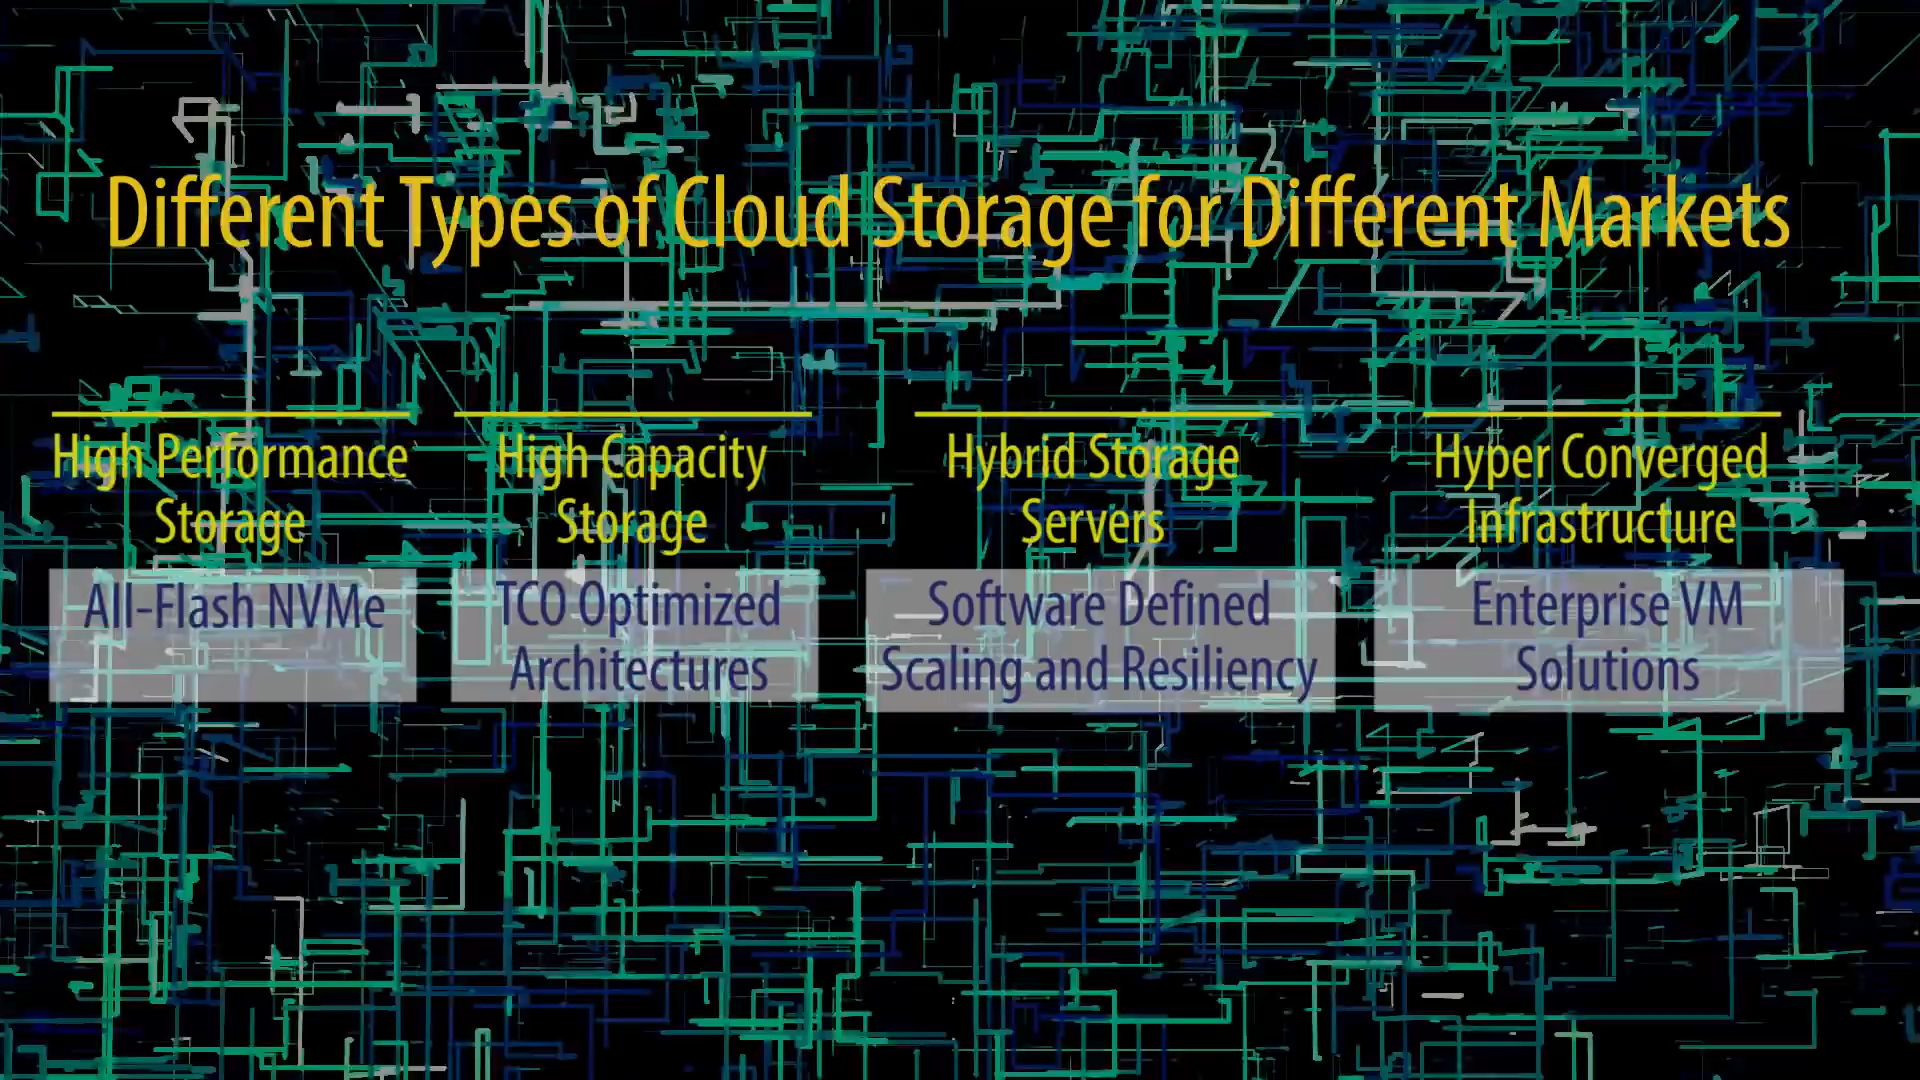 Different Types of Cloud Storage for Different Markets
High Performance
Storage
All-Flash NVMe
High Capacity
Storage
TCO Optimized
Architectures
Hybrid Storage
Servers
Software Defined
Scaling and Resiliency
Hyper Converged
Infrastructure
Enterprise VM
Solutions